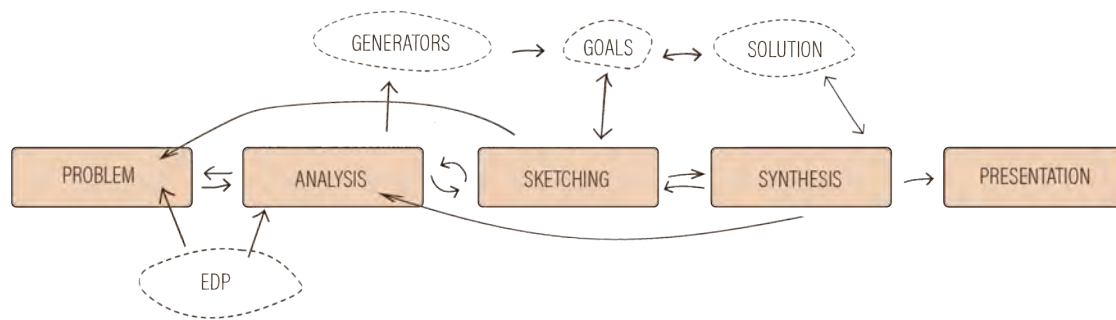 GENERATORS
GOALS
SOLUTION
PROBLEM
ANALYSIS
SKETCHING
SYNTHESIS
PRESENTATION
EDP